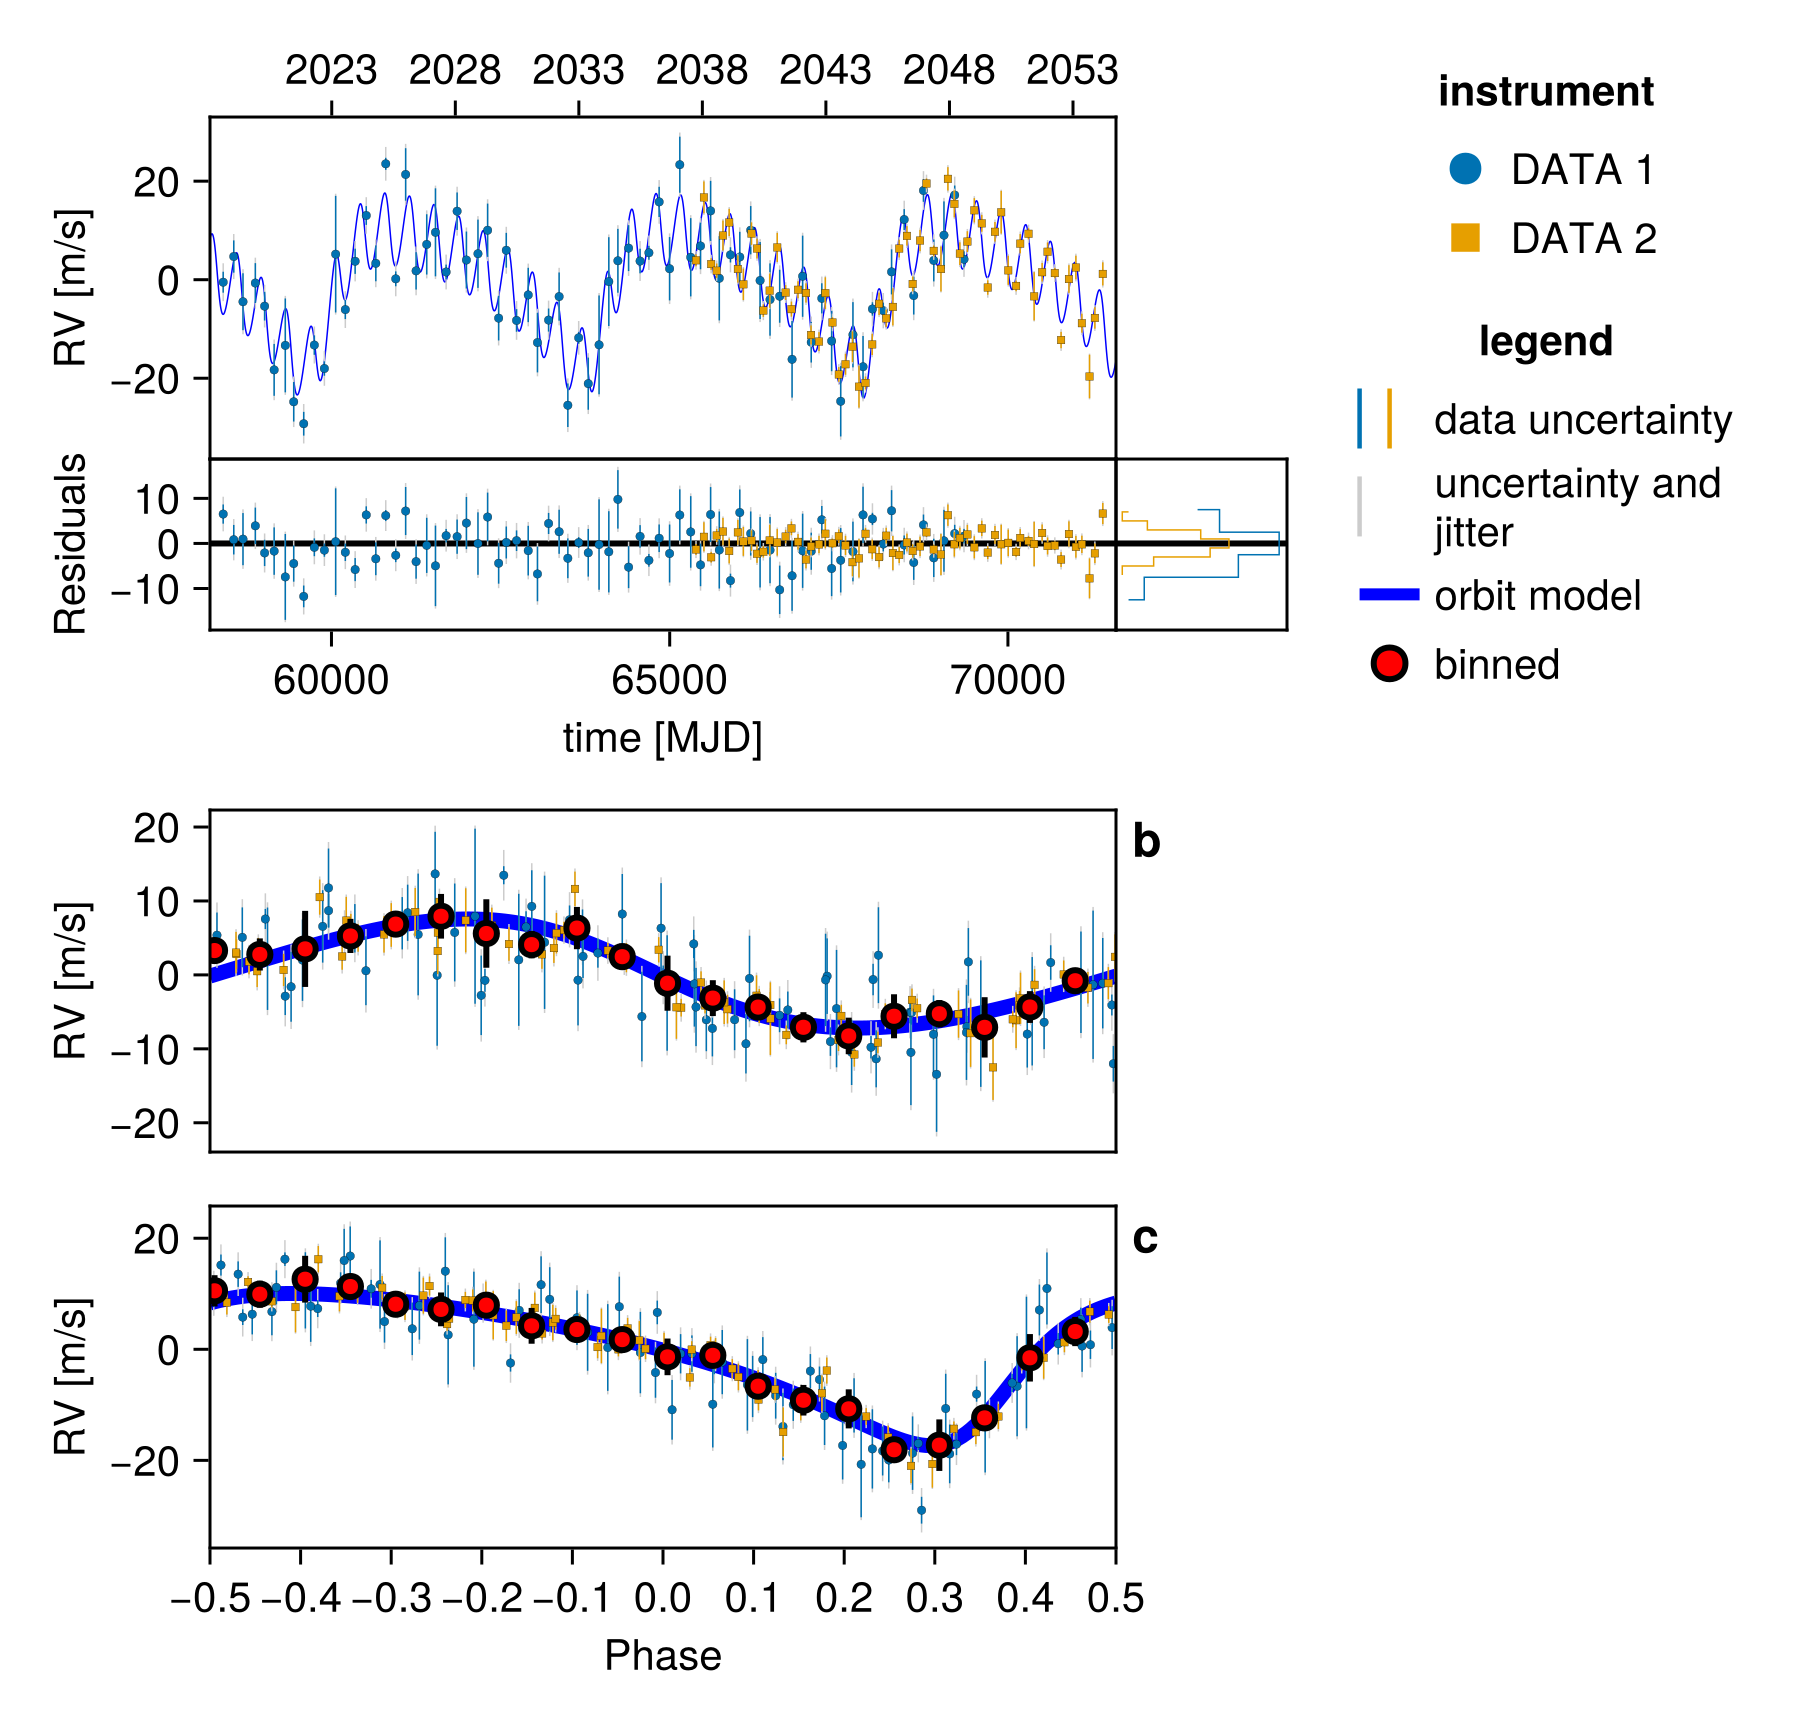 2023 2028 2033 2038 2043 2048 2053
RV [m/s]
20
0
−20
Residuals
10
0
−10
60000 65000 70000
time [MJD]
instrument
DATA 1
DATA 2
legend
data uncertainty
uncertainty and
jitter
orbit model
binned
b
RV [m/s]
20
10
0
−10
−20
c
RV [m/s]
20
0
−20
−0.5 −0.4 −0.3 −0.2 −0.1 0.0 0.1 0.2 0.3 0.4 0.5
Phase